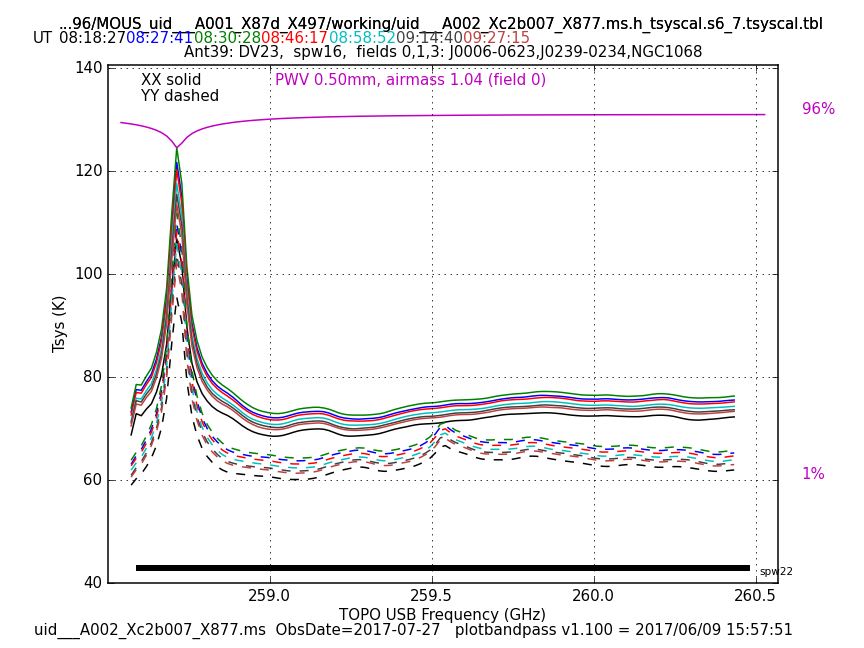 ...96/MOUS_uid___A001_X87d_X497/working/uid___A002_Xc2b007_X877.ms.h_tsyscal.s6_7.tsyscal.tbl
UT 08:18:27 08:27:41 08:30:28 08:46:17 08:58:52 09:14:40 09:27:15
Ant39: DV23, spw16, fields 0,1,3: J0006-0623,J0239-0234,NGC1068
140
XX solid PWV 0.50mm, airmass 1.04 (field 0)
YY dashed
96%
120
100
Tsys (K)
80
60
1%
spw22
40
259.0 259.5 260.0 260.5
TOPO USB Frequency (GHz)
uid___A002_Xc2b007_X877.ms ObsDate=2017-07-27 plotbandpass v1.100 = 2017/06/09 15:57:51